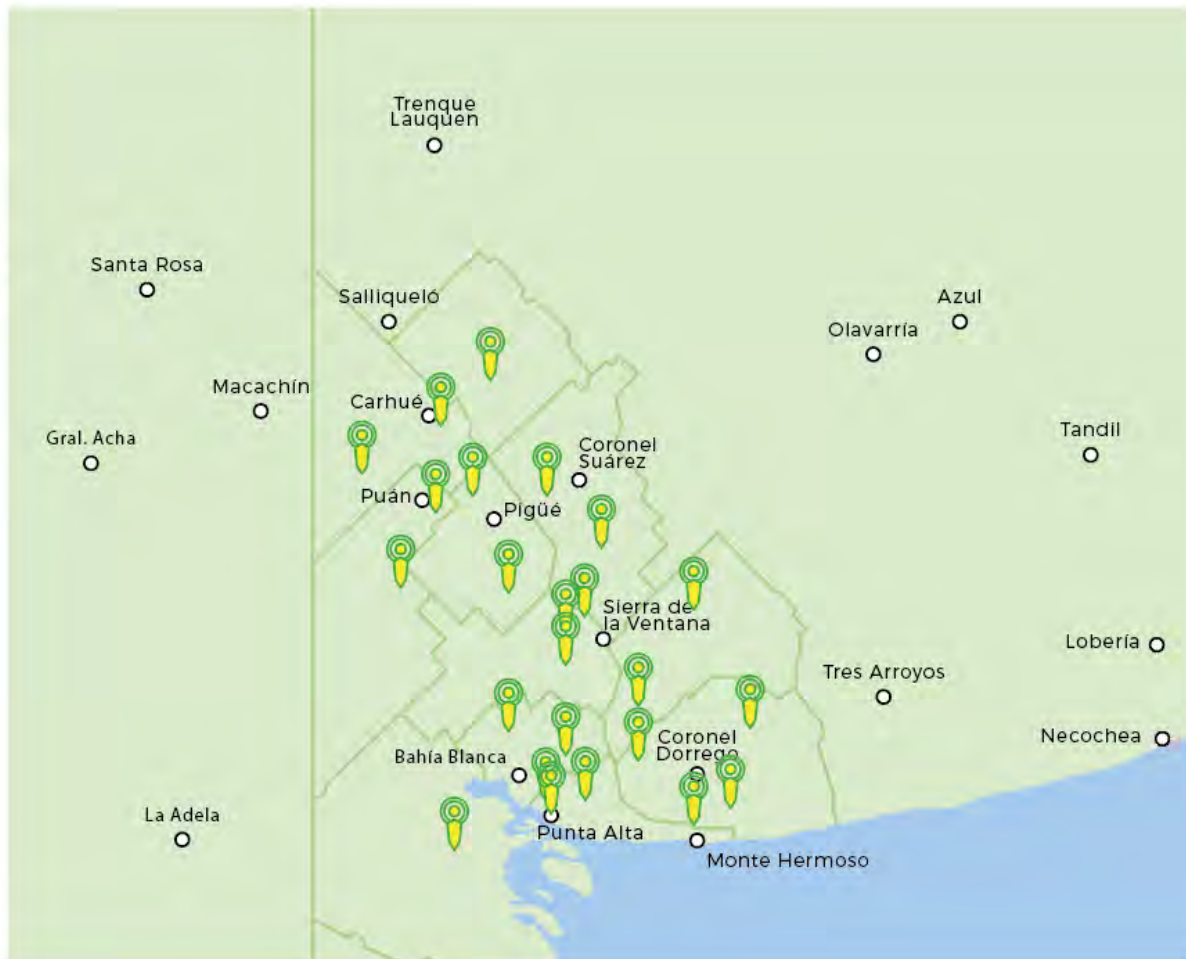 Trenque
Lauquen
Santa Rosa
Salliqueló
Azul
Olavarría
Macachín
Carhué
Gral. Acha
Coronel
Suárez
Tandil
Puán
Pigüé
Sierra de
la Ventana
Lobería
Tres Arroyos
Necochea
Coronel
Dorrego
Bahía Blanca
La Adela
Punta Alta
Monte Hermoso